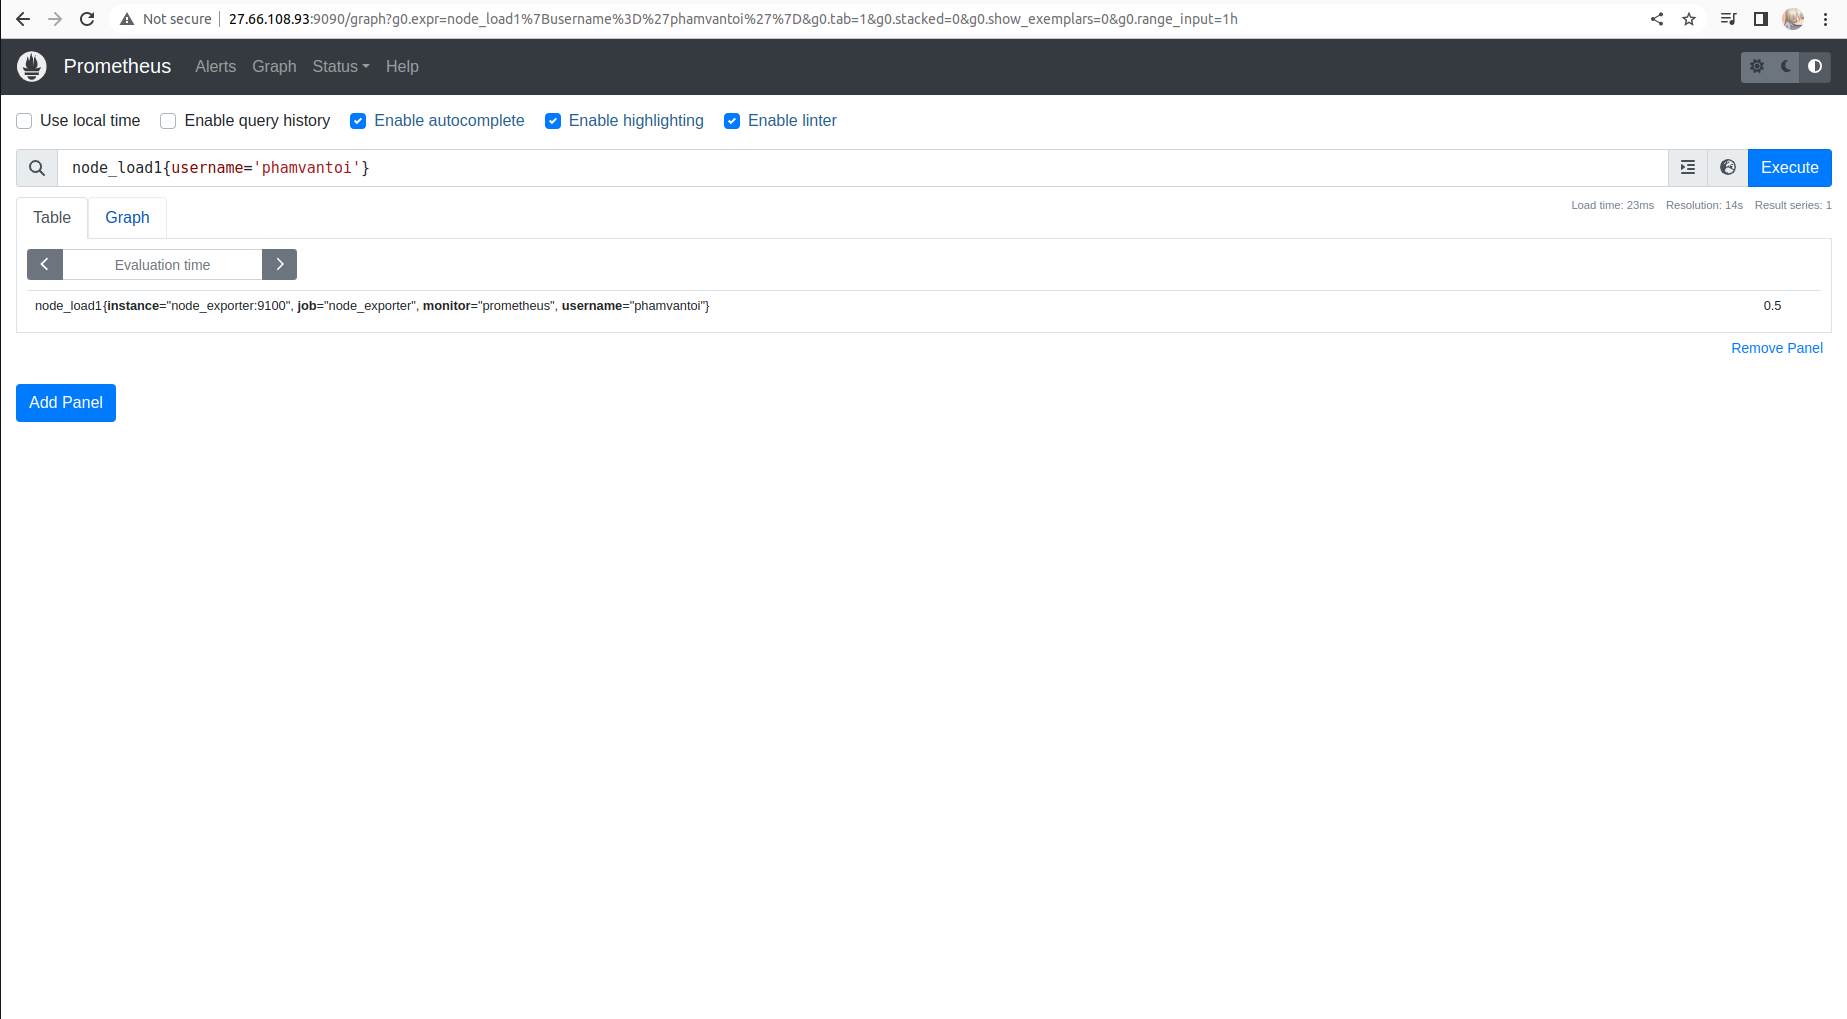 Not secure 27.66.108.93:9090/graph?g0.expr=node_load1%7Busername%3D%27phamvantoi%27%7D&g0.tab=1&g0.stacked=0&g0.show_exemplars=0&g0.range_input=1h
Prometheus Alerts Graph Status Help
Use local time Enable query history Enable autocomplete Enable highlighting Enable linter
node_load1{username='phamvantoi'} Execute
Table Graph Load time: 23ms Resolution: 14s Result series: 1
Evaluation time
node_load1{instance="node_exporter:9100", job="node_exporter", monitor="prometheus", username="phamvantoi"} 0.5
Remove Panel
Add Panel